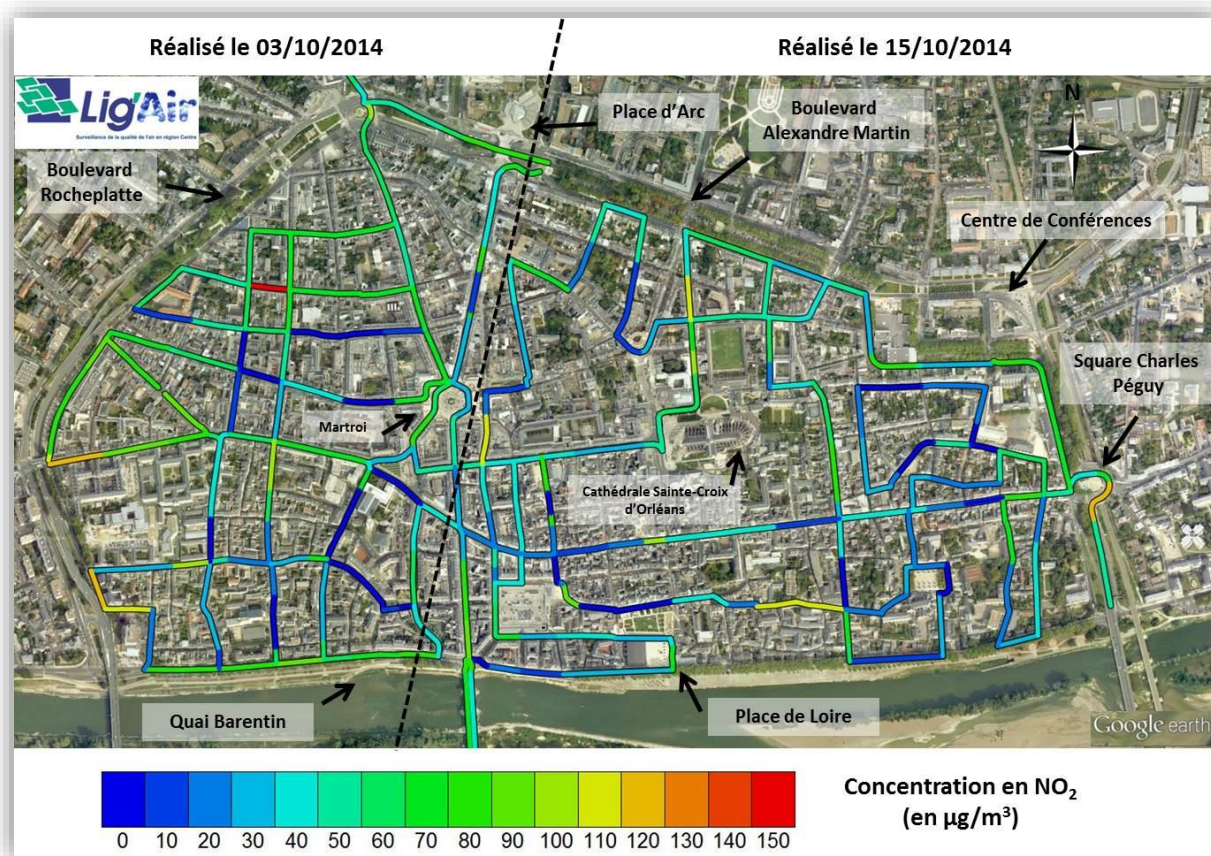 Réalisé le 03/10/2014
Réalisé le 15/10/2014
Lig'Air
Surveillance de la qualité de l'air en région Centre
Place d'Arc
Boulevard
Alexandre Martin
N
Boulevard
Rocheplatte
Centre de Conférences
Square Charles
Péguy
Martroi
Cathédrale Sainte-Croix
d'Orléans
Quai Barentin
Place de Loire
Google earth
0 10 20 30 40 50 60 70 80 90 100 110 120 130 140 150
Concentration en NO₂
(en µg/m³)